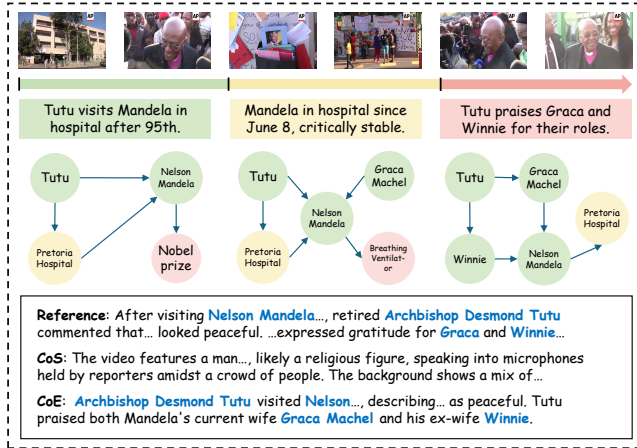 AP
AP
AP
AP
AP
Tutu visits Mandela in
hospital after 95th.
Mandela in hospital since
June 8, critically stable.
Tutu praises Graca and
Winnie for their roles.
Tutu
Nelson
Mandela
Pretoria
Hospital
Nobel
prize
Tutu
Graca
Machel
Nelson
Mandela
Pretoria
Hospital
Breathing
Ventilat-
or
Tutu
Graca
Machel
Pretoria
Hospital
Winnie
Nelson
Mandela
Reference: After visiting Nelson Mandela…, retired Archbishop Desmond Tutu
commented that… looked peaceful. …expressed gratitude for Graca and Winnie…
CoS: The video features a man…, likely a religious figure, speaking into microphones
held by reporters amidst a crowd of people. The background shows a mix of…
CoE: Archbishop Desmond Tutu visited Nelson…, describing… as peaceful. Tutu
praised both Mandela's current wife Graca Machel and his ex-wife Winnie.